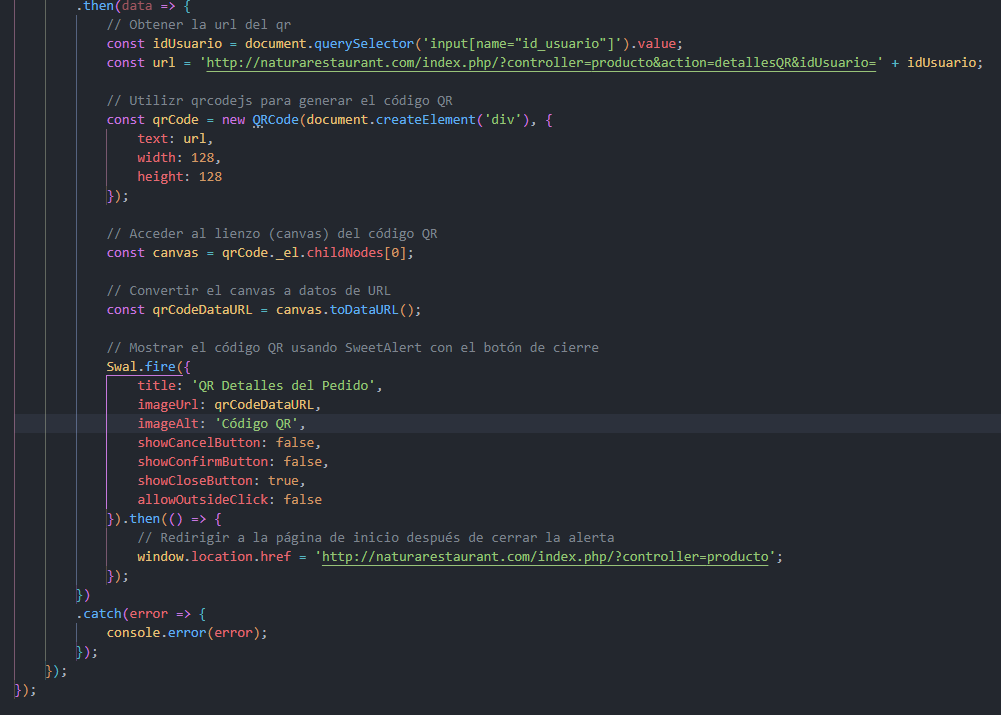 .then(data => {
// Obtener la url del qr
const idUsuario = document.querySelector('input[name="id_usuario"]').value;
const url = 'http://naturarestaurant.com/index.php/?controller=producto&action=detallesQR&idUsuario=' + idUsuario;
// Utilizr qrcodejs para generar el código QR
const qrCode = new QRCode(document.createElement('div'), {
text: url,
width: 128,
height: 128
});
// Acceder al lienzo (canvas) del código QR
const canvas = qrCode._el.childNodes[0];
// Convertir el canvas a datos de URL
const qrCodeDataURL = canvas.toDataURL();
// Mostrar el código QR usando SweetAlert con el botón de cierre
Swal.fire({
title: 'QR Detalles del Pedido',
imageUrl: qrCodeDataURL,
imageAlt: 'Código QR',
showCancelButton: false,
showConfirmButton: false,
showCloseButton: true,
allowOutsideClick: false
}).then(() => {
// Redirigir a la página de inicio después de cerrar la alerta
window.location.href = 'http://naturarestaurant.com/index.php/?controller=producto';
});
})
.catch(error => {
console.error(error);
});
});
});